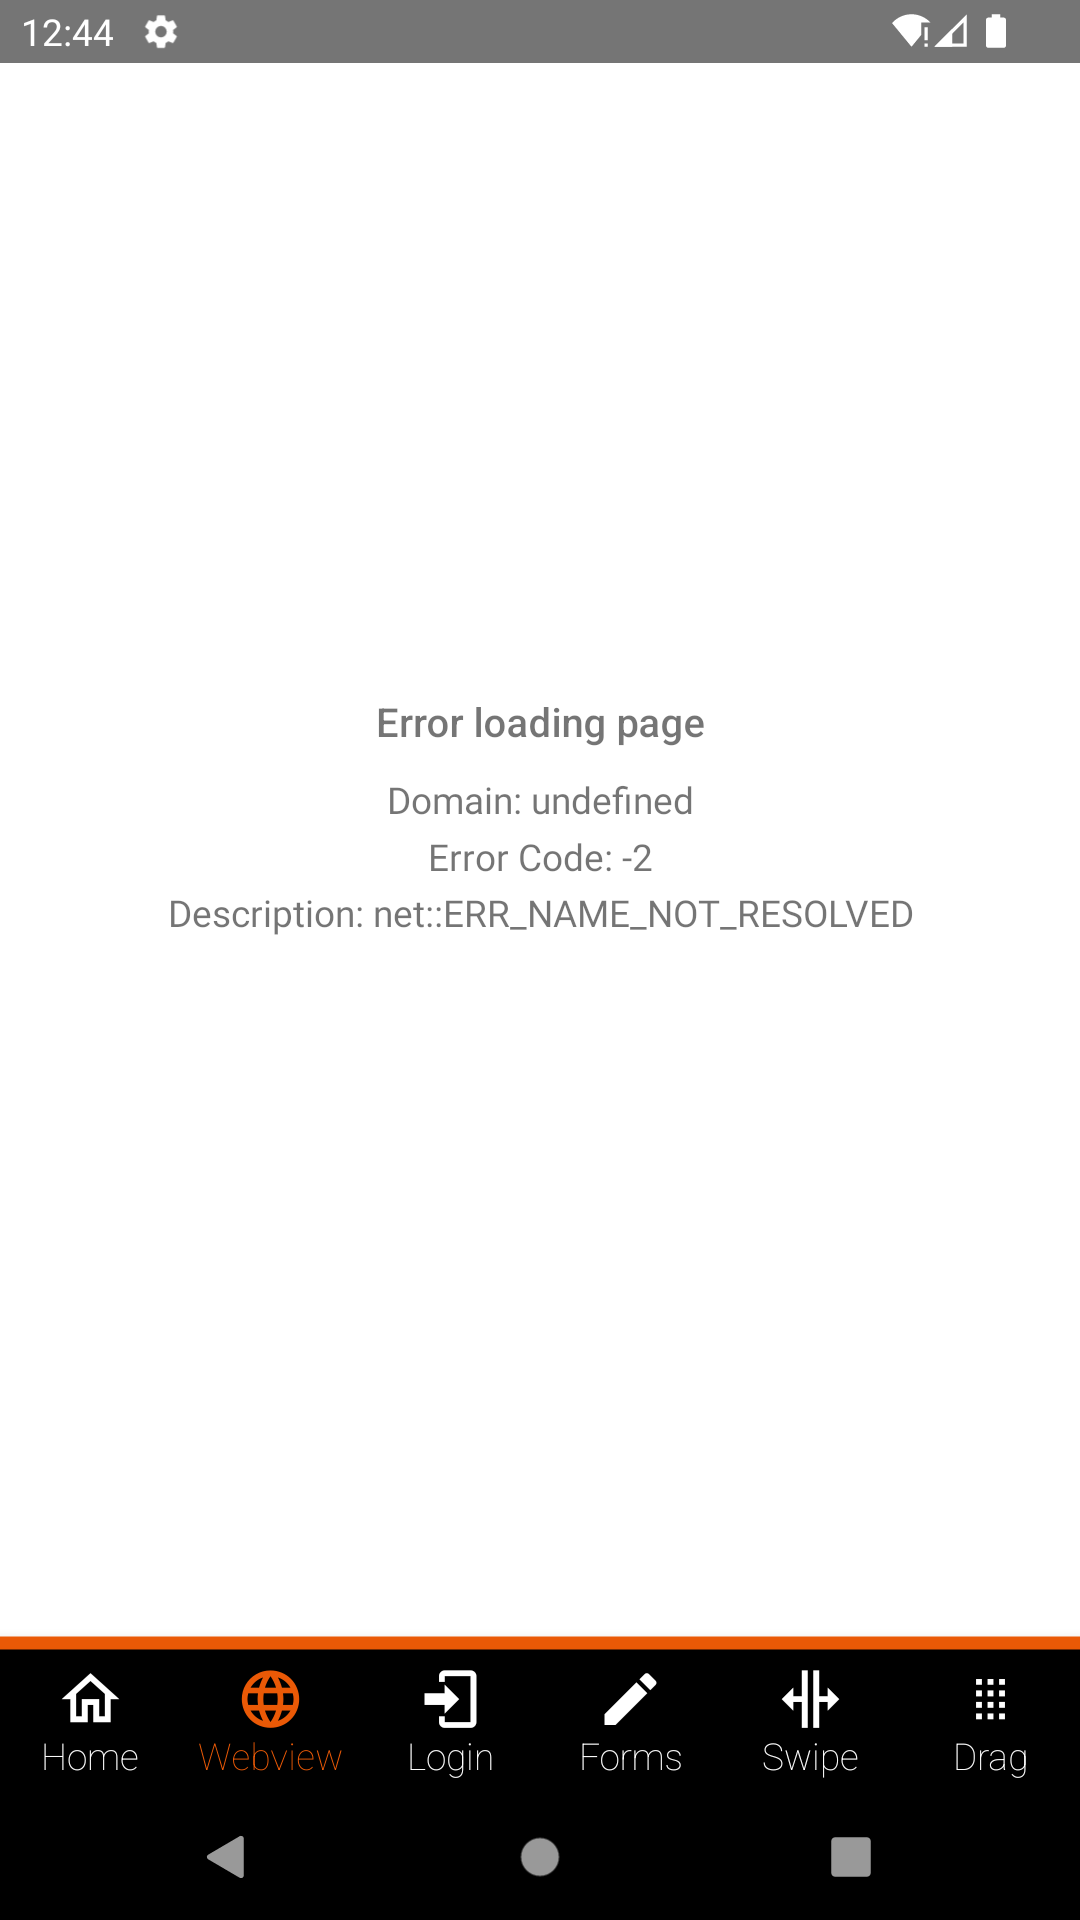 12:44
Error loading page
Domain: undefined
Error Code: -2
Description: net::ERR_NAME_NOT_RESOLVED
Home Webview Login Forms Swipe Drag